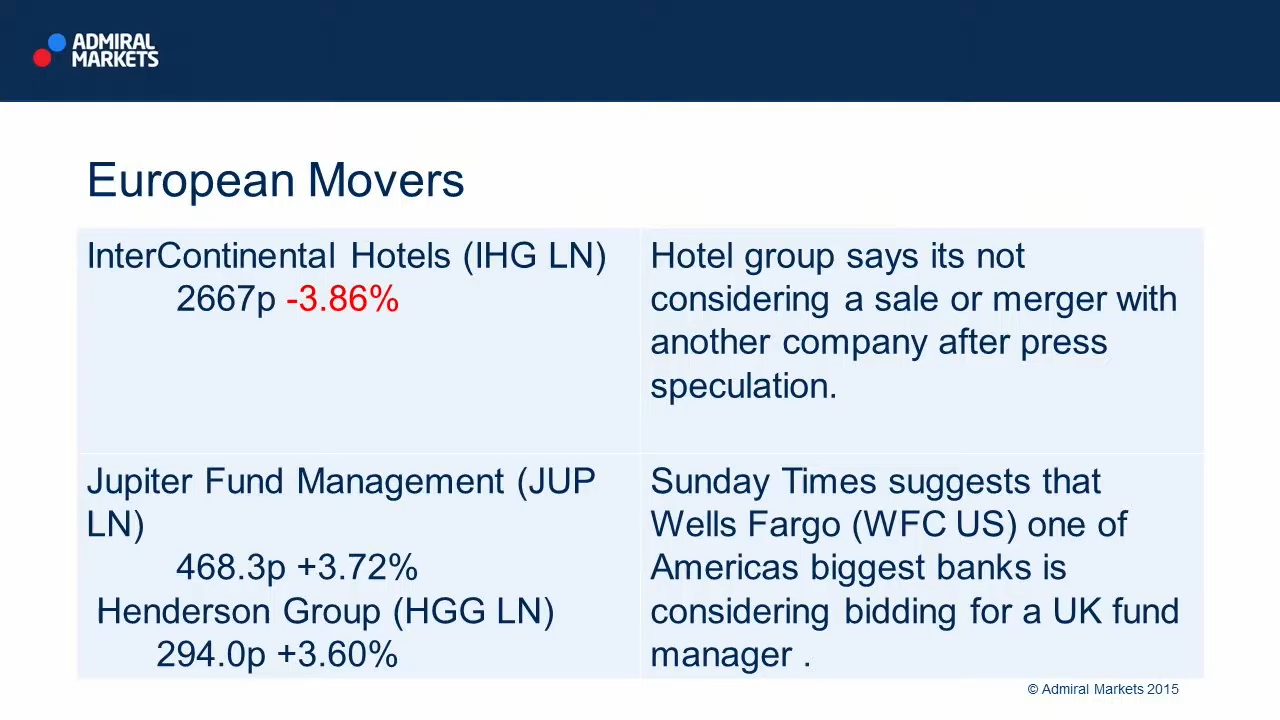 ADMIRAL
MARKETS
European Movers
InterContinental Hotels (IHG LN)
2667p -3.86%
Hotel group says its not
considering a sale or merger with
another company after press
speculation.
Jupiter Fund Management (JUP
LN)
468.3p +3.72%
Henderson Group (HGG LN)
294.0p +3.60%
Sunday Times suggests that
Wells Fargo (WFC US) one of
Americas biggest banks is
considering bidding for a UK fund
manager .
© Admiral Markets 2015